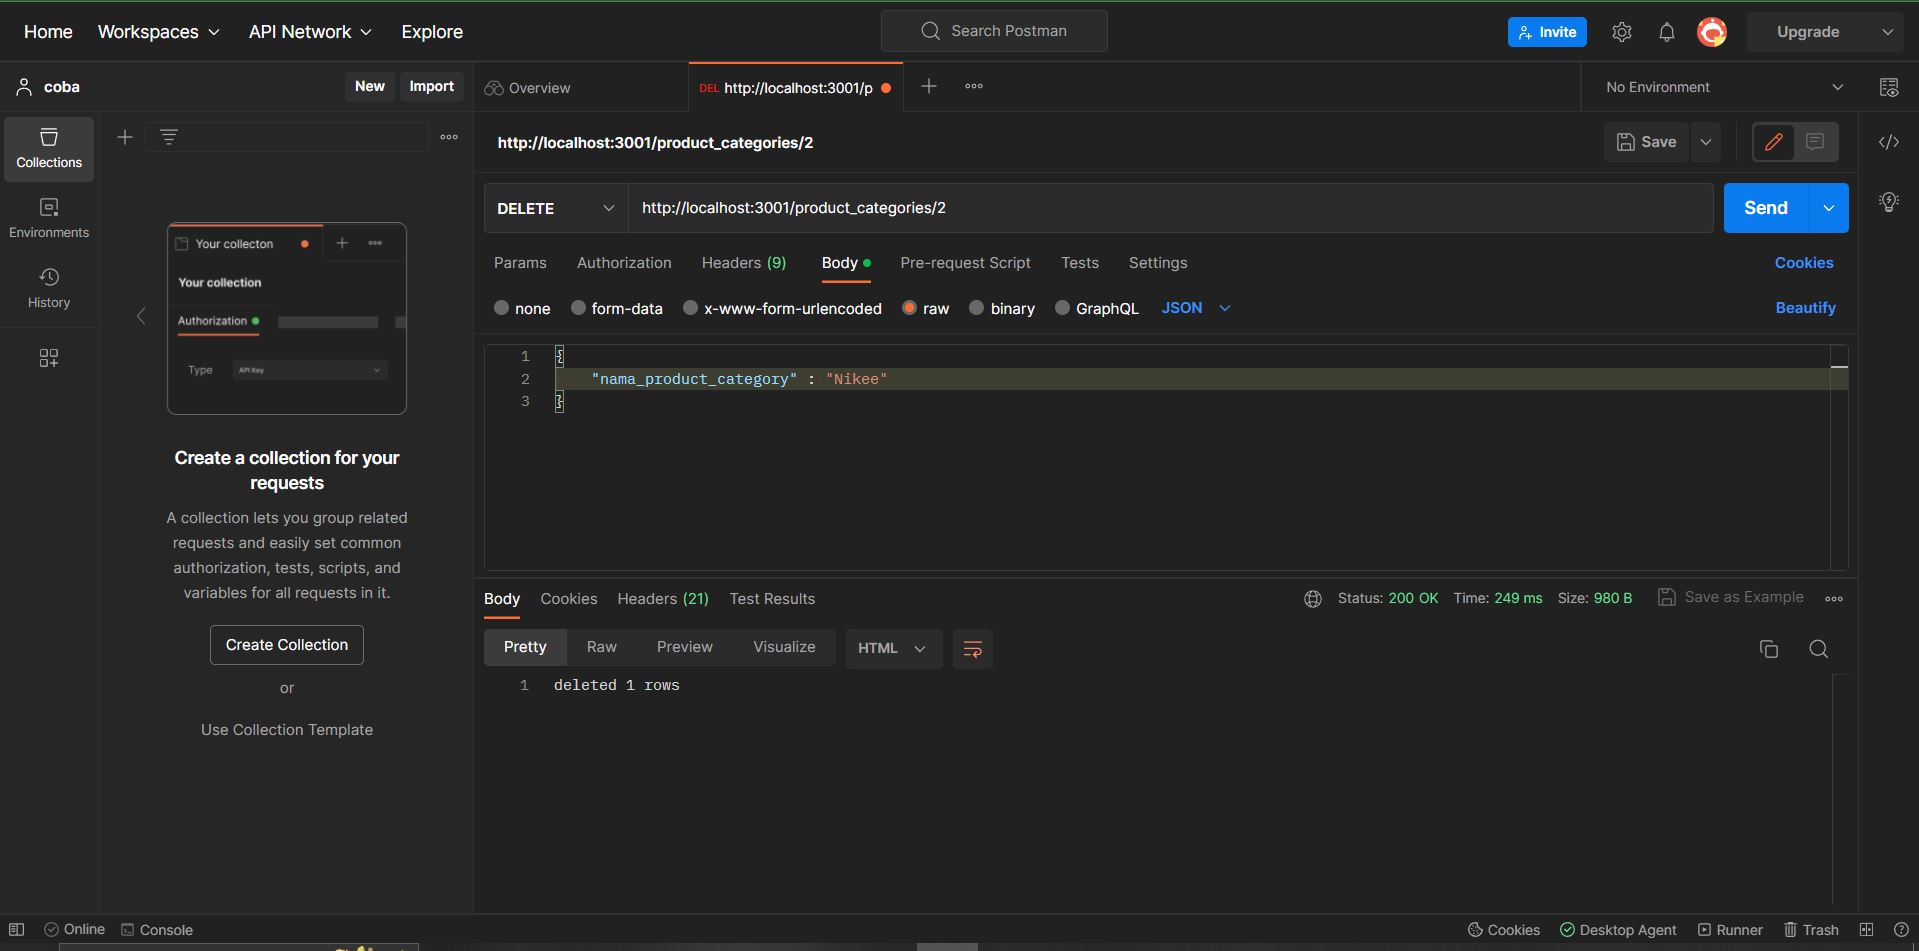 Home Workspaces API Network Explore Search Postman Invite Upgrade
coba New Import Overview DEL http://localhost:3001/p No Environment
Collections
Environments
History
Your collecton
Your collection
Authorization
Type API Key
Create a collection for your
requests
A collection lets you group related
requests and easily set common
authorization, tests, scripts, and
variables for all requests in it.
Create Collection
or
Use Collection Template
http://localhost:3001/product_categories/2 Save
DELETE http://localhost:3001/product_categories/2 Send
Params Authorization Headers (9) Body Pre-request Script Tests Settings Cookies
none form-data x-www-form-urlencoded raw binary GraphQL JSON Beautify
1 {
2 "nama_product_category" : "Nikee"
3 }
Body Cookies Headers (21) Test Results Status: 200 OK Time: 249 ms Size: 980 B Save as Example
Pretty Raw Preview Visualize HTML
1 deleted 1 rows
Online Console Cookies Desktop Agent Runner Trash